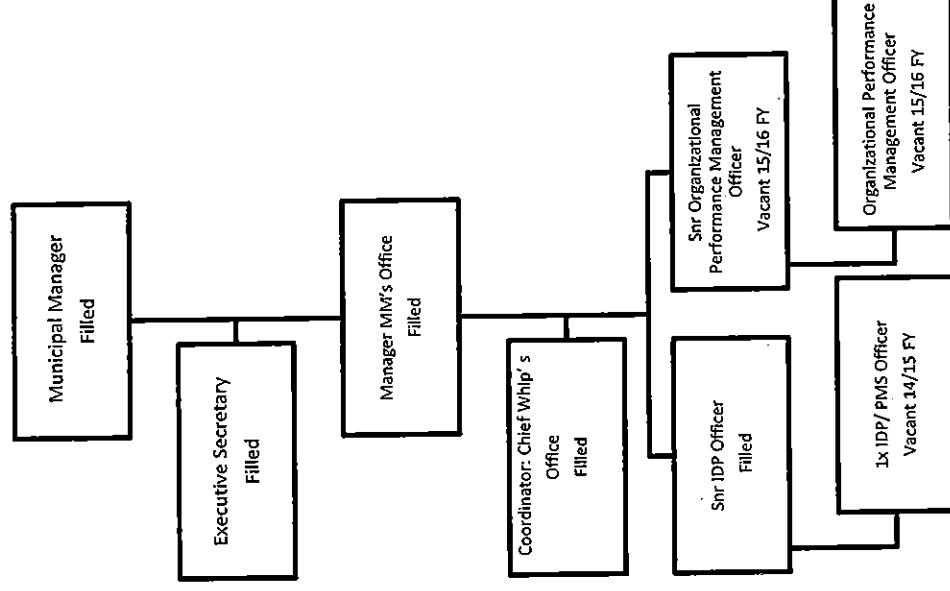 Municipal Manager
Filled
Executive Secretary
Filled
Manager MM's Office
Filled
Coordinator: Chief Whip' s
Office
Filled
Snr IDP Officer
Filled
Snr Organizational
Performance Management
Officer
Vacant 15/16 FY
1x IDP/ PMS Officer
Vacant 14/15 FY
Organizational Performance
Management Officer
Vacant 15/16 FY